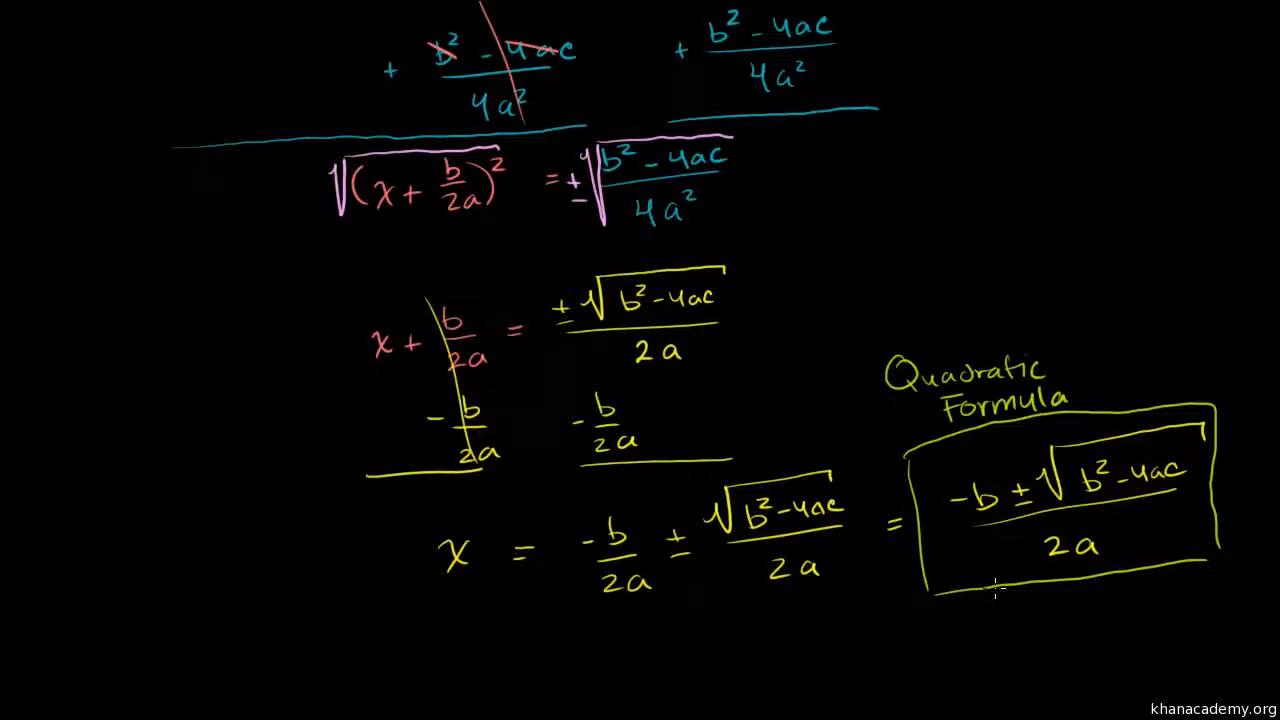 + b² - 4ac / 4a² + b² - 4ac / 4a²
√(x + b/2a)² = ± √(b² - 4ac / 4a²)
x + b/2a = ± √(b² - 4ac) / 2a
- b/2a - b/2a
Quadratic
Formula
x = -b/2a ± √(b² - 4ac) / 2a = -b ± √(b² - 4ac) / 2a
khanacademy.org